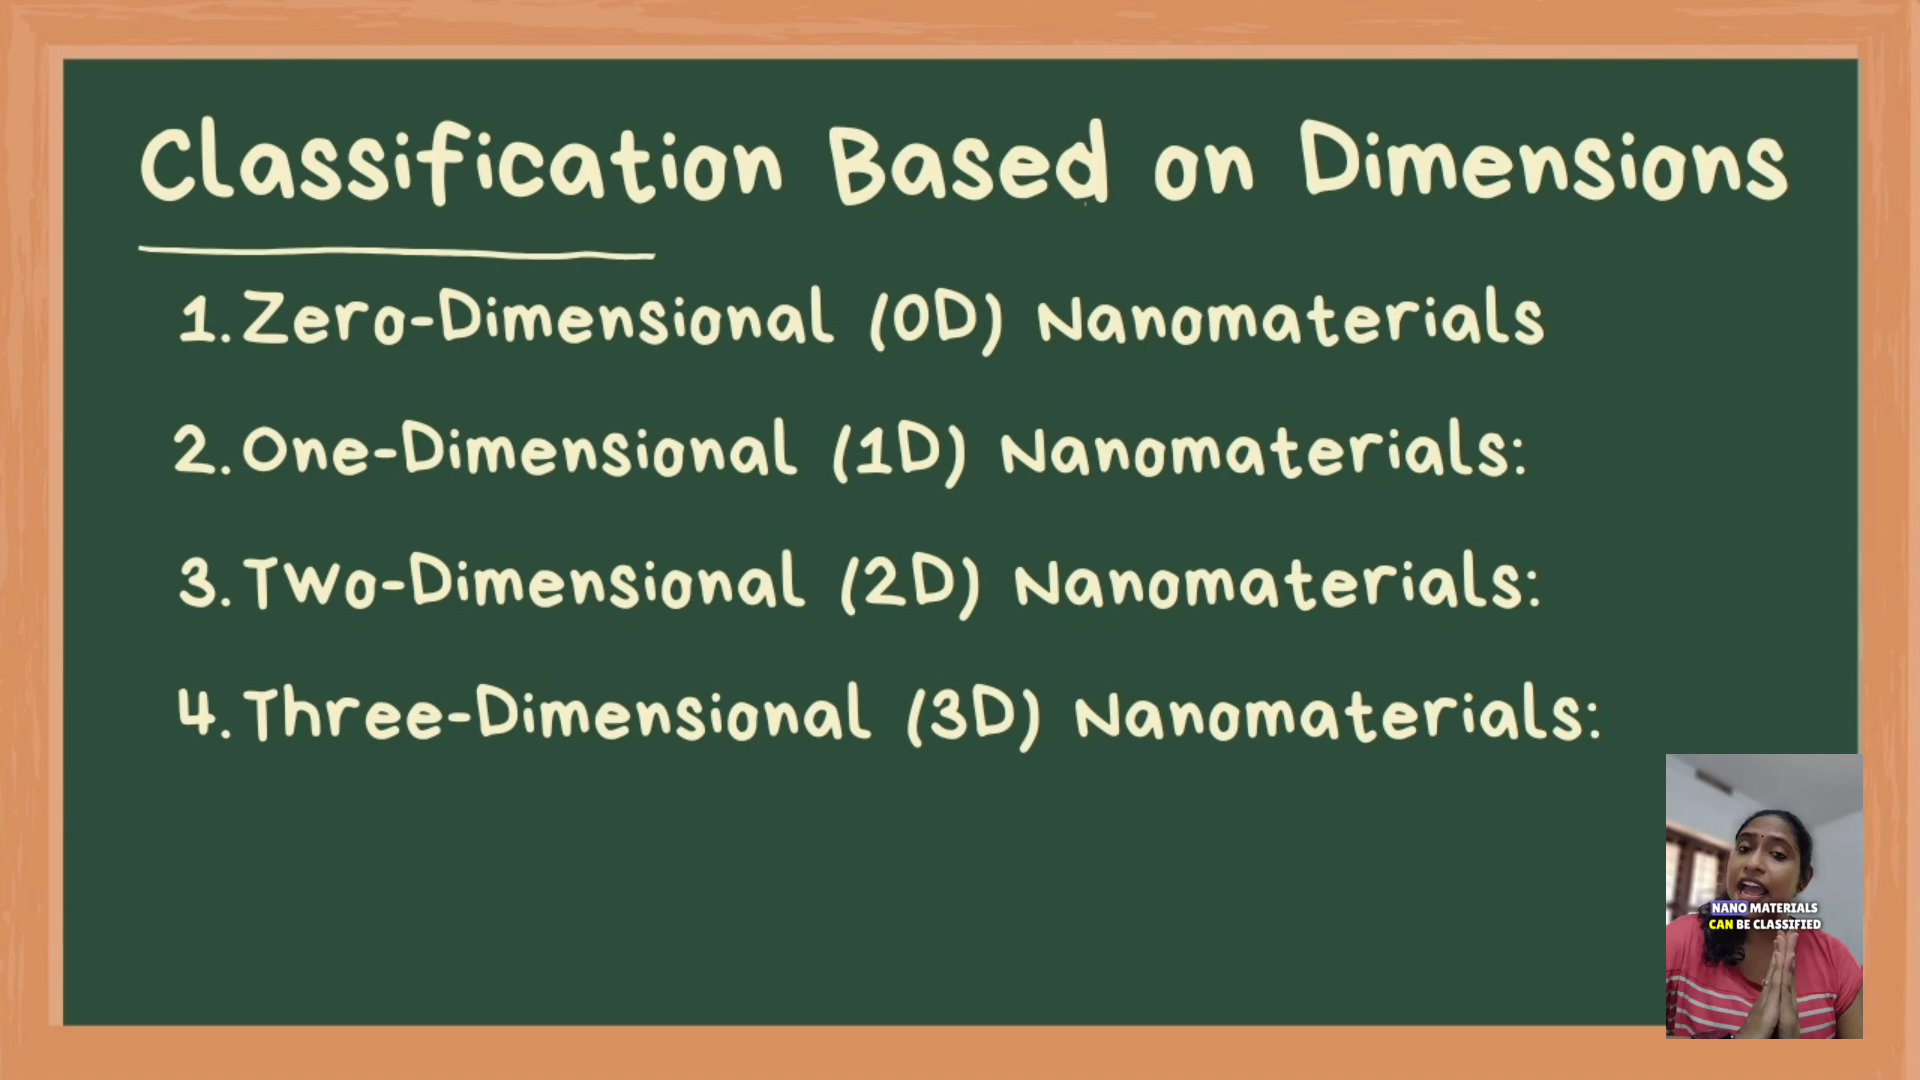 Classification Based on Dimensions
1. Zero-Dimensional (0D) Nanomaterials
2. One-Dimensional (1D) Nanomaterials:
3. Two-Dimensional (2D) Nanomaterials:
4. Three-Dimensional (3D) Nanomaterials:
NANO MATERIALS
CAN BE CLASSIFIED